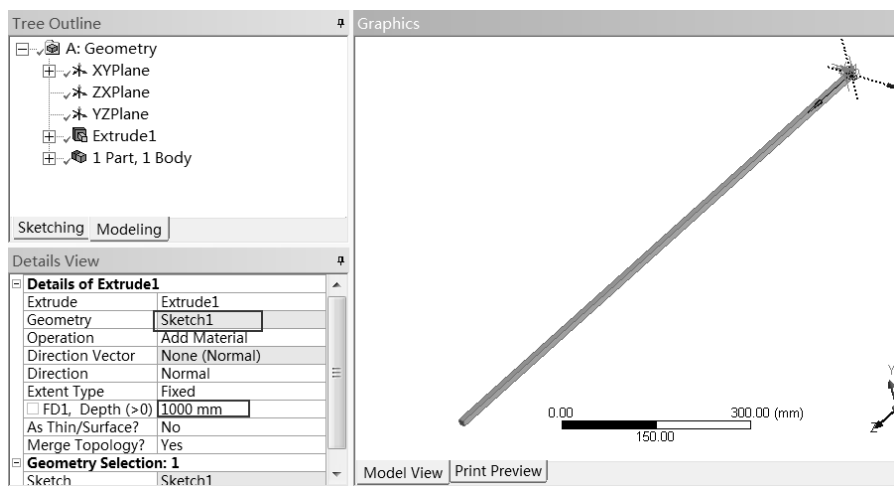 Tree Outline
A: Geometry
XYPlane
ZXPlane
YZPlane
Extrude1
1 Part, 1 Body
Sketching Modeling
Details View
Details of Extrude1
Extrude Extrude1
Geometry Sketch1
Operation Add Material
Direction Vector None (Normal)
Direction Normal
Extent Type Fixed
FD1, Depth (>0) 1000 mm
As Thin/Surface? No
Merge Topology? Yes
Geometry Selection: 1
Sketch Sketch1
Graphics
0.00 300.00 (mm)
150.00
Y
Z
Model View Print Preview